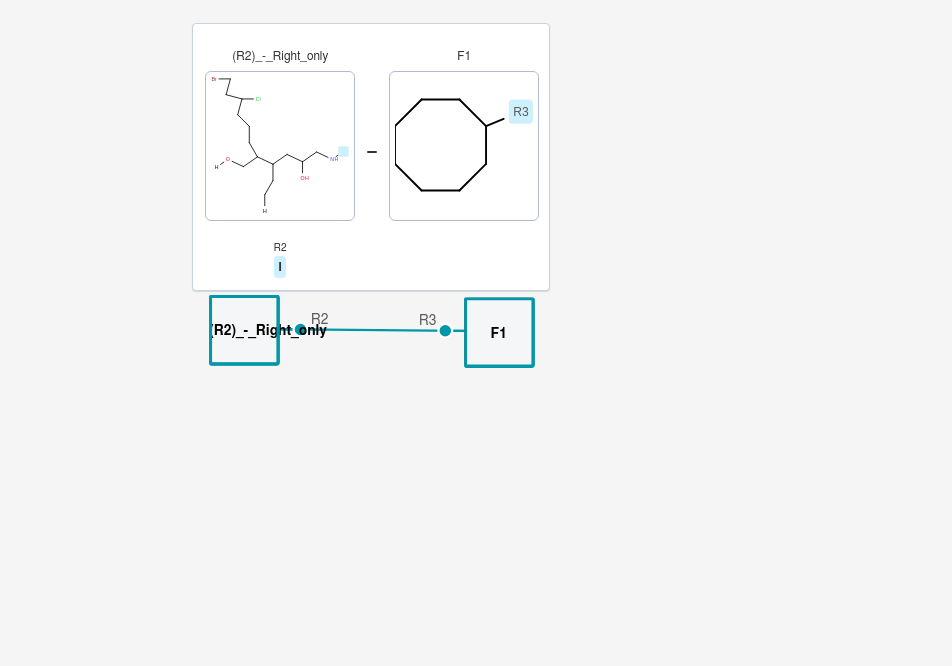 (R2)_-_Right_only F1
Br
Cl
R3
O
H
NH
OH
H
–
R2
I
R2 R3
(R2)_-_Right_only F1